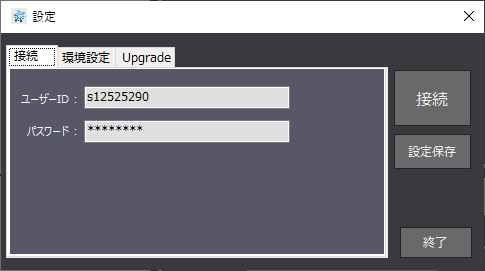 設定
接続 環境設定 Upgrade
ユーザーID： s12525290
パスワード： ********
接続
設定保存
終了